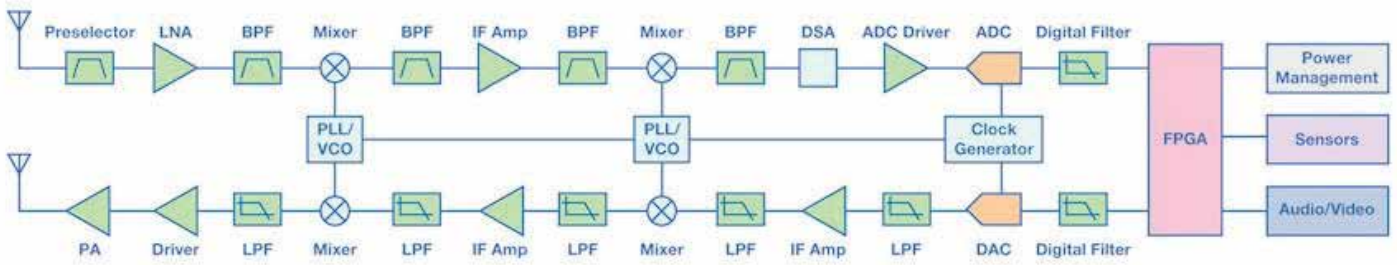 Preselector
LNA
BPF
Mixer
BPF
IF Amp
BPF
Mixer
BPF
DSA
ADC Driver
ADC
Digital Filter
Power
Management
PLL/
VCO
PLL/
VCO
Clock
Generator
FPGA
Sensors
Audio/Video
PA
Driver
LPF
Mixer
LPF
IF Amp
LPF
Mixer
LPF
IF Amp
LPF
DAC
Digital Filter